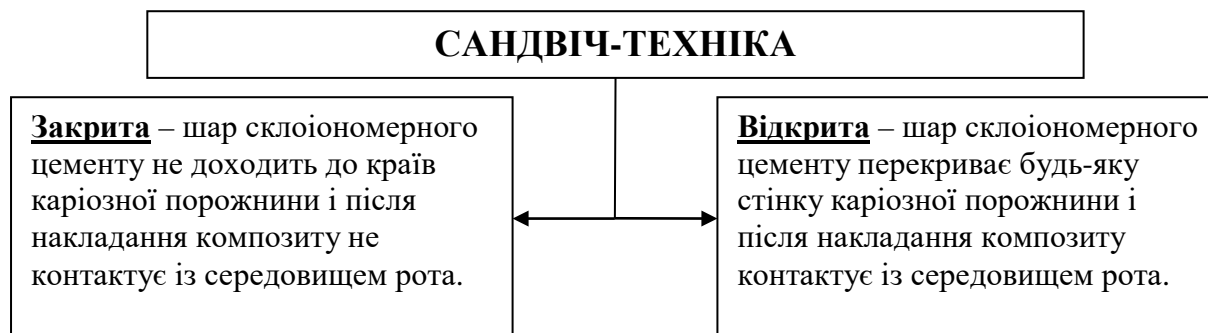 САНДВІЧ-ТЕХНІКА
Закрита – шар склоіономерного
цементу не доходить до країв
каріозної порожнини і після
накладання композиту не
контактує із середовищем рота.
Відкрита – шар склоіономерного
цементу перекриває будь-яку
стінку каріозної порожнини і
після накладання композиту
контактує із середовищем рота.